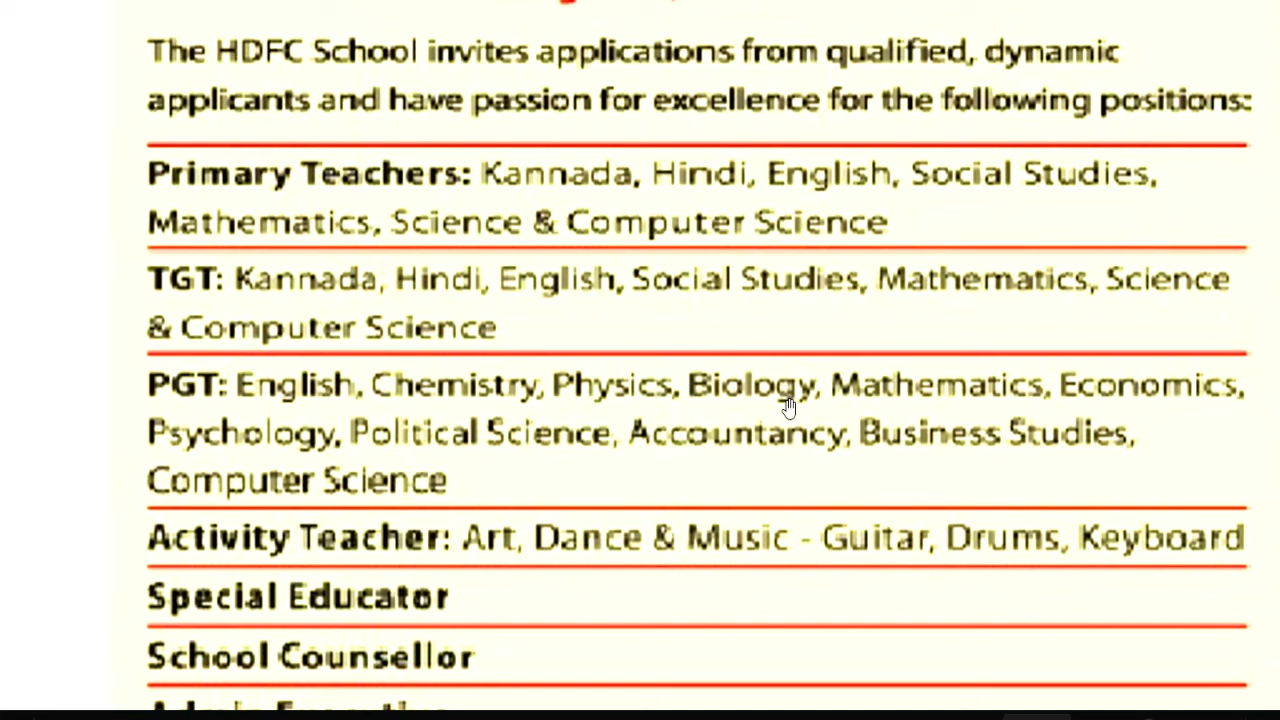 The HDFC School invites applications from qualified, dynamic
applicants and have passion for excellence for the following positions:
Primary Teachers: Kannada, Hindi, English, Social Studies,
Mathematics, Science & Computer Science
TGT: Kannada, Hindi, English, Social Studies, Mathematics, Science
& Computer Science
PGT: English, Chemistry, Physics, Biology, Mathematics, Economics,
Psychology, Political Science, Accountancy, Business Studies,
Computer Science
Activity Teacher: Art, Dance & Music - Guitar, Drums, Keyboard
Special Educator
School Counsellor
Admin Executive